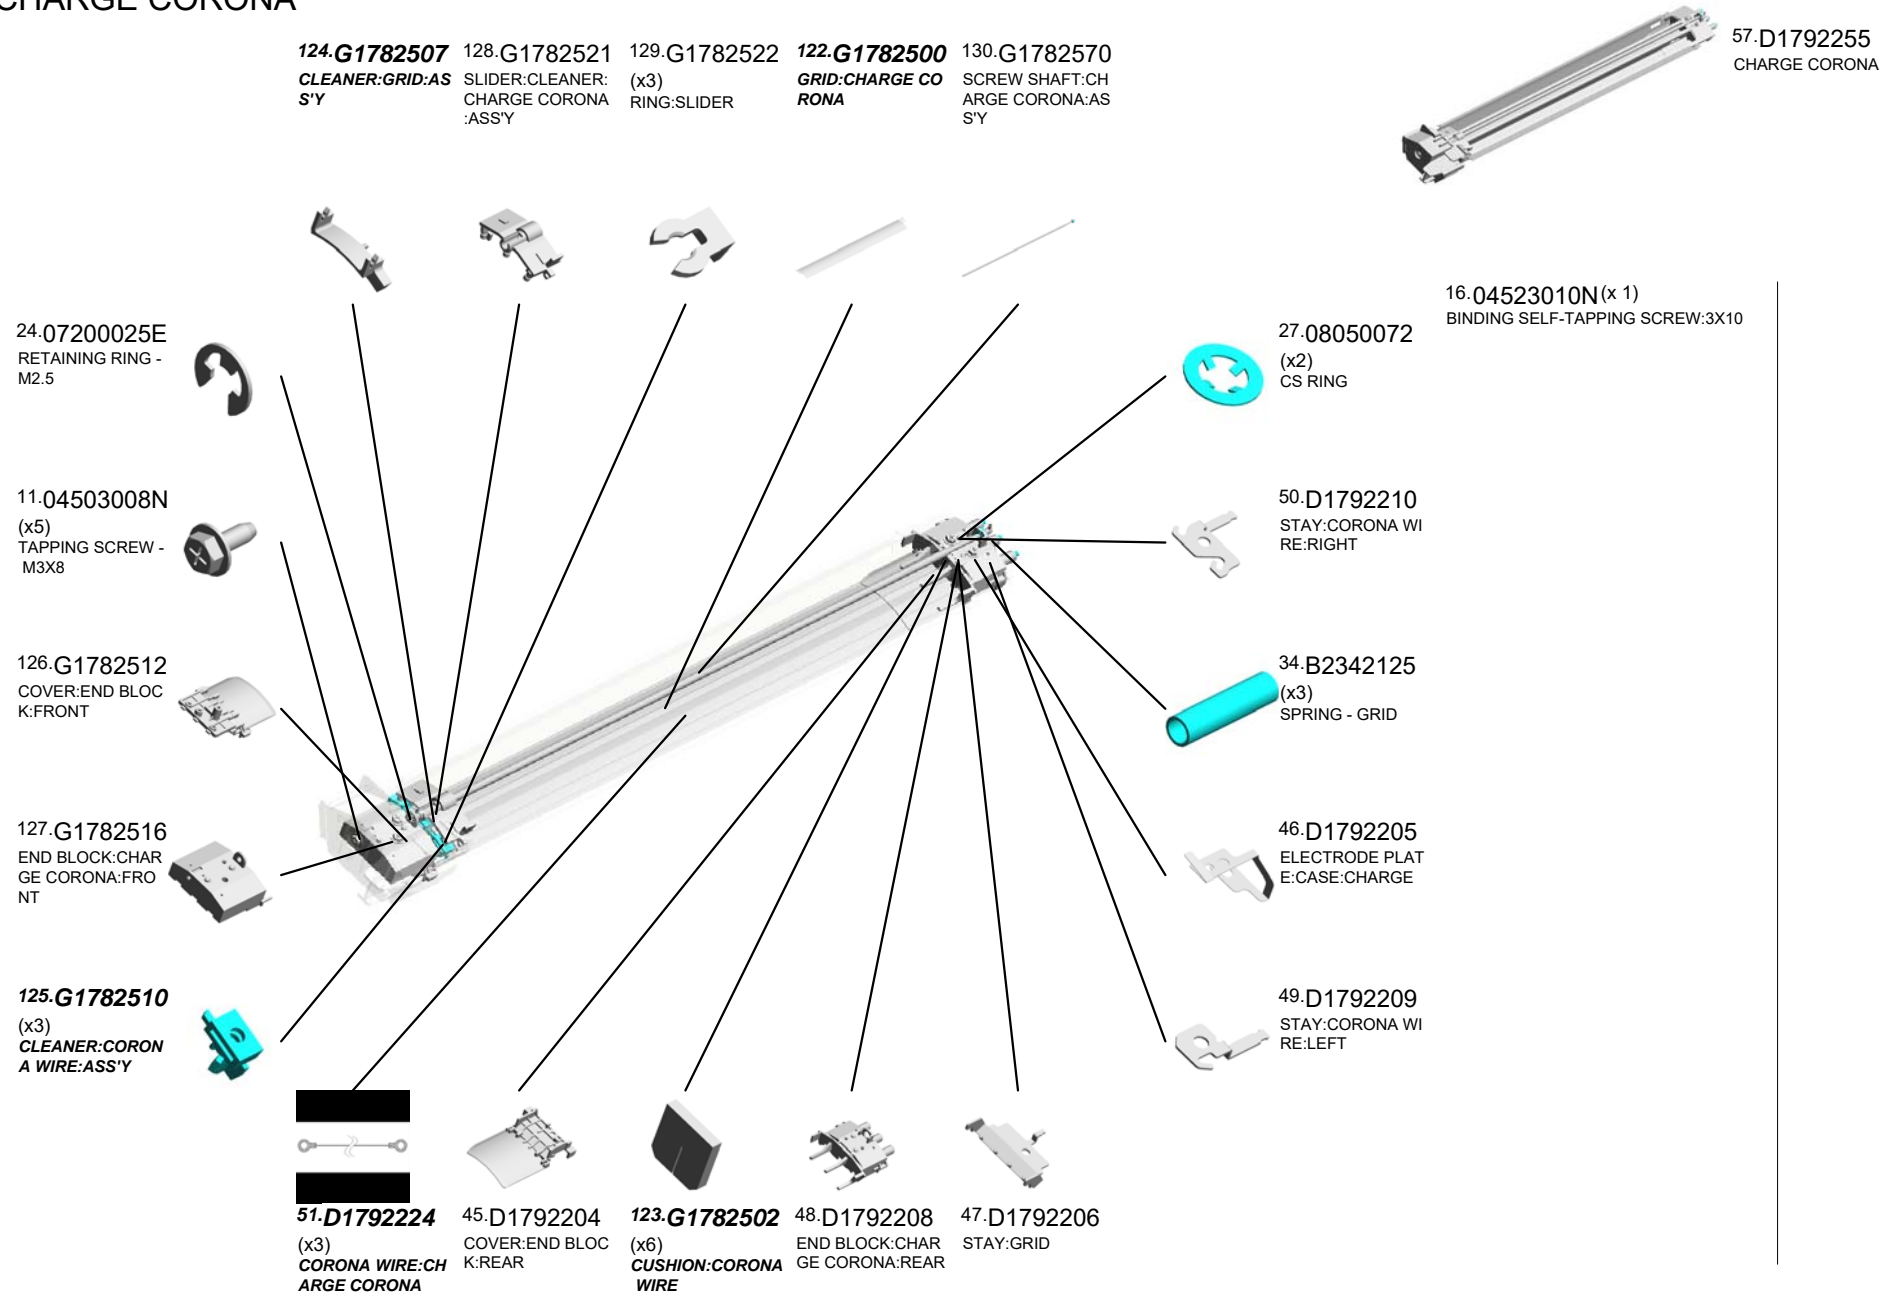 CHARGE CORONA
57.D1792255
CHARGE CORONA
124.G1782507
CLEANER:GRID:AS
S'Y
128.G1782521
SLIDER:CLEANER:
CHARGE CORONA
:ASS'Y
129.G1782522
(x3)
RING:SLIDER
122.G1782500
GRID:CHARGE CO
RONA
130.G1782570
SCREW SHAFT:CH
ARGE CORONA:AS
S'Y
16.04523010N(x 1)
BINDING SELF-TAPPING SCREW:3X10
24.07200025E
RETAINING RING -
M2.5
11.04503008N
(x5)
TAPPING SCREW -
M3X8
126.G1782512
COVER:END BLOC
K:FRONT
127.G1782516
END BLOCK:CHAR
GE CORONA:FRO
NT
125.G1782510
(x3)
CLEANER:CORON
A WIRE:ASS'Y
27.08050072
(x2)
CS RING
50.D1792210
STAY:CORONA WI
RE:RIGHT
34.B2342125
(x3)
SPRING - GRID
46.D1792205
ELECTRODE PLAT
E:CASE:CHARGE
49.D1792209
STAY:CORONA WI
RE:LEFT
51.D1792224
(x3)
CORONA WIRE:CH
ARGE CORONA
45.D1792204
COVER:END BLOC
K:REAR
123.G1782502
(x6)
CUSHION:CORONA
WIRE
48.D1792208
END BLOCK:CHAR
GE CORONA:REAR
47.D1792206
STAY:GRID